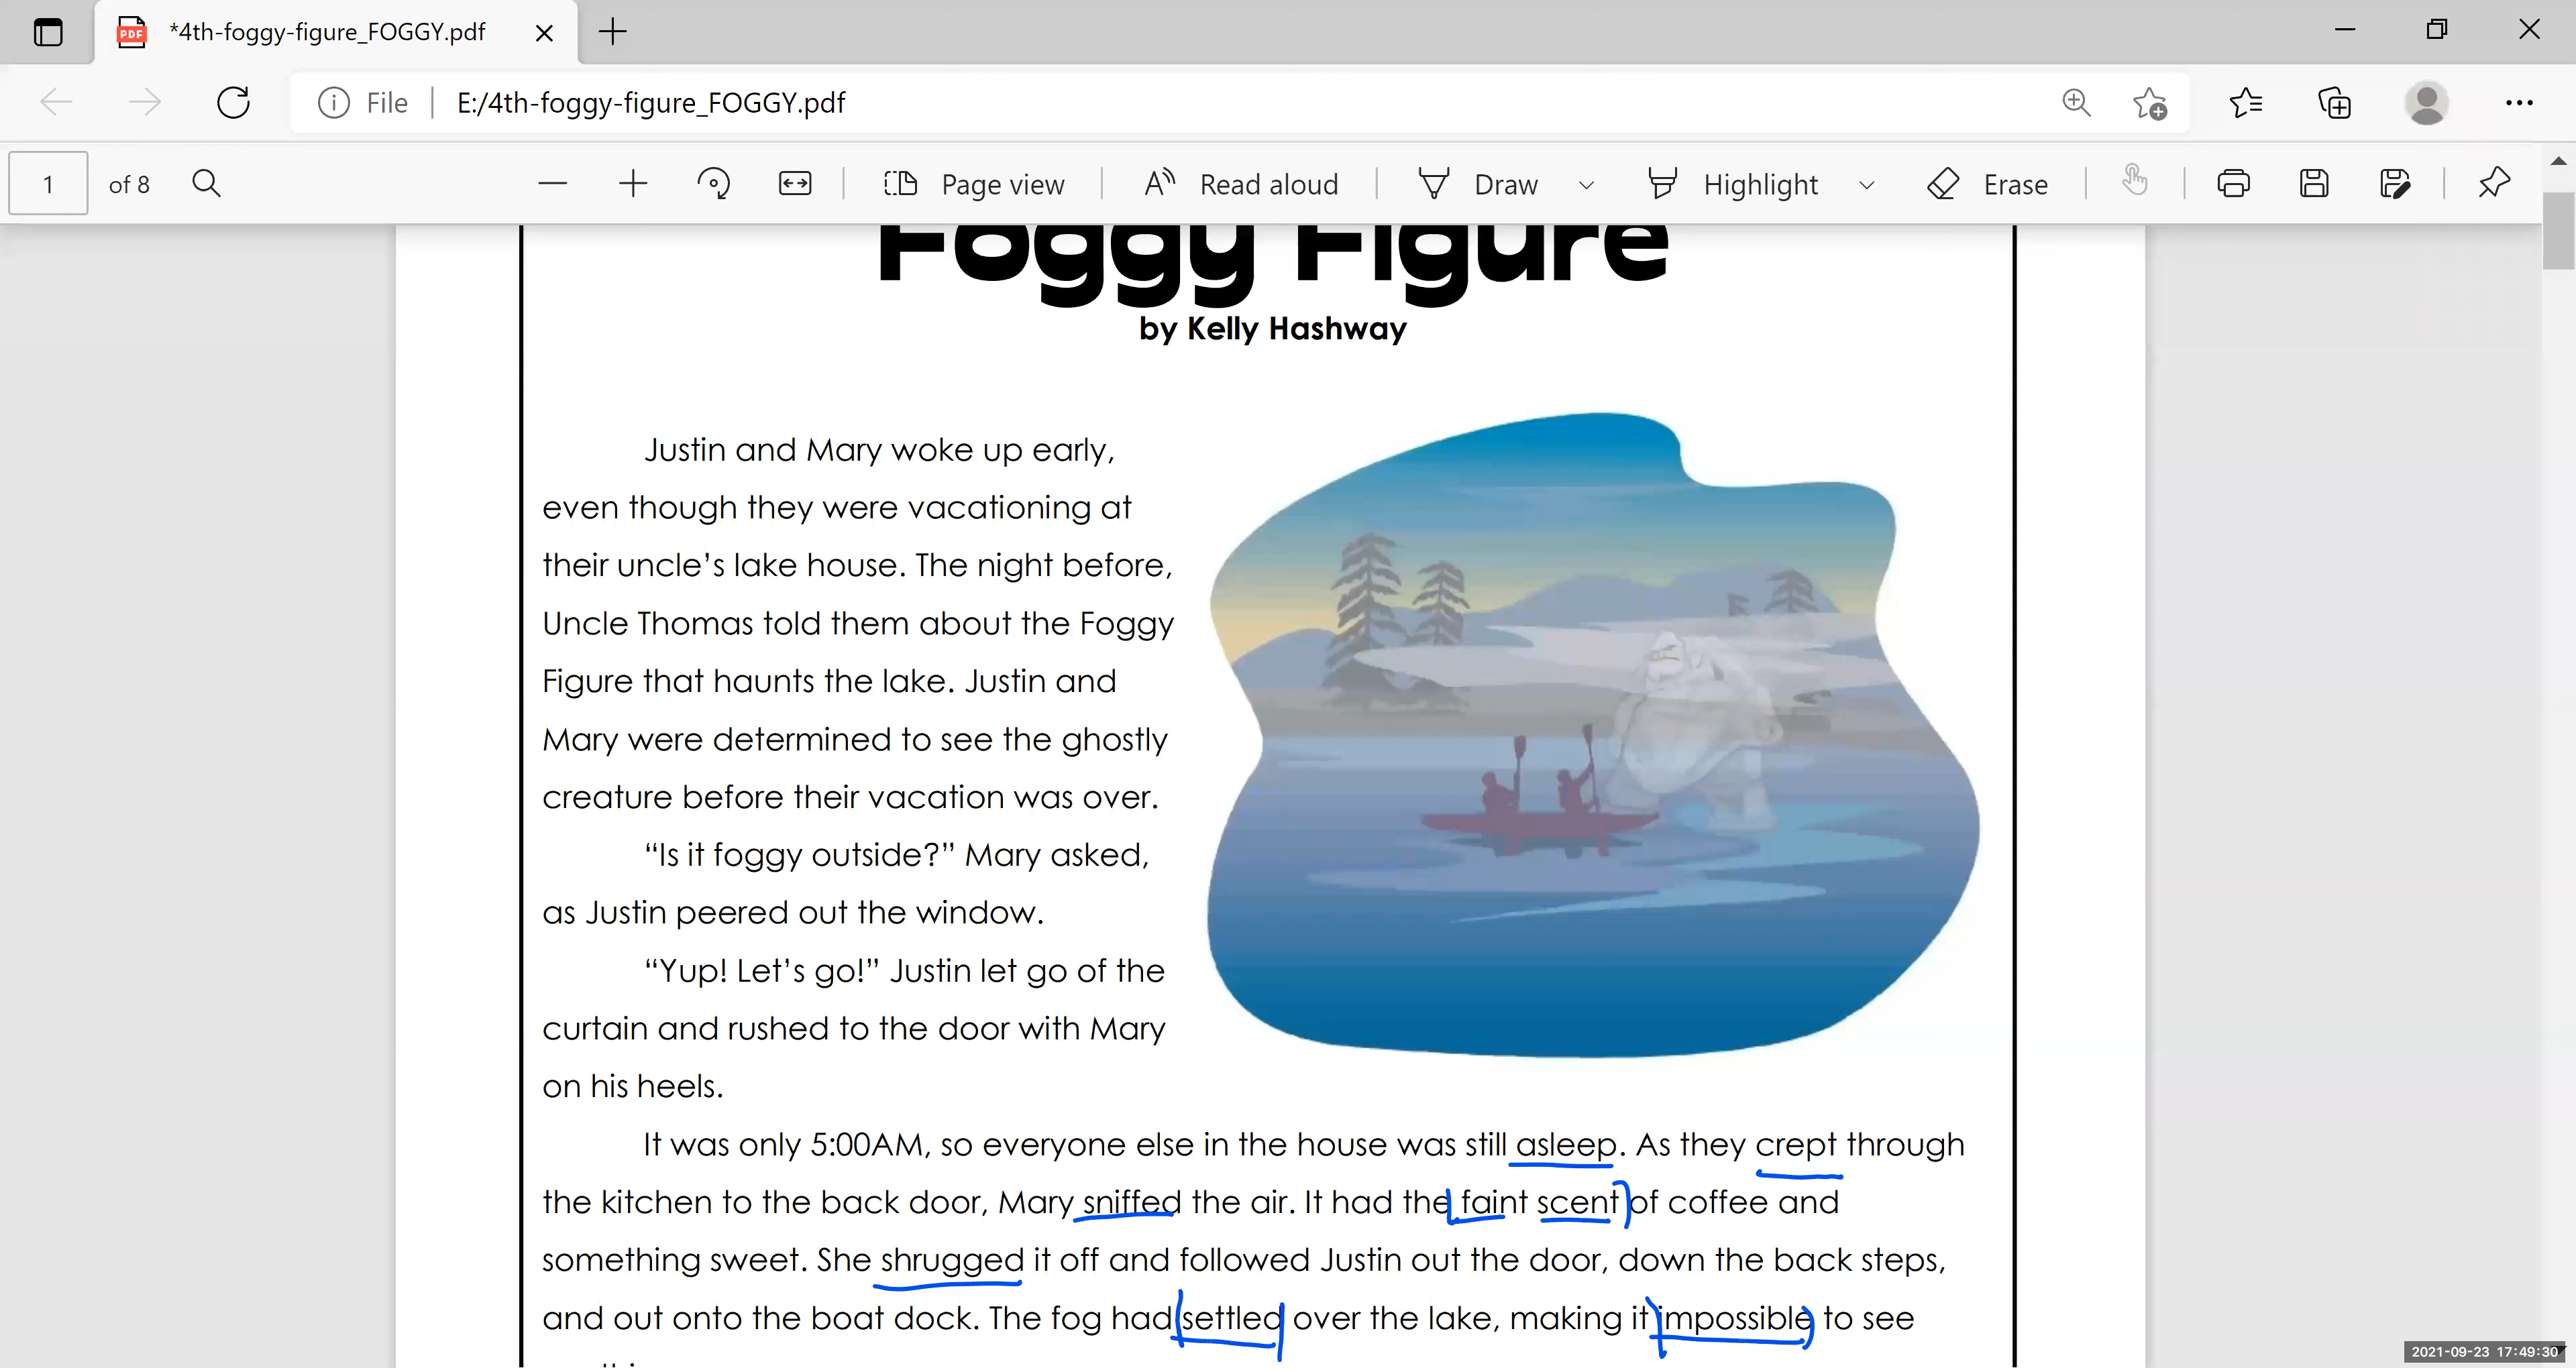 *4th-foggy-figure_FOGGY.pdf
File
E:/4th-foggy-figure_FOGGY.pdf
1 of 8
Page view
Read aloud
Draw
Highlight
Erase
Foggy Figure
by Kelly Hashway
Justin and Mary woke up early,
even though they were vacationing at
their uncle’s lake house. The night before,
Uncle Thomas told them about the Foggy
Figure that haunts the lake. Justin and
Mary were determined to see the ghostly
creature before their vacation was over.
“Is it foggy outside?” Mary asked,
as Justin peered out the window.
“Yup! Let’s go!” Justin let go of the
curtain and rushed to the door with Mary
on his heels.
It was only 5:00AM, so everyone else in the house was still asleep. As they crept through
the kitchen to the back door, Mary sniffed the air. It had the faint scent of coffee and
something sweet. She shrugged it off and followed Justin out the door, down the back steps,
and out onto the boat dock. The fog had settled over the lake, making it impossible to see
2021-09-23 17:49:30